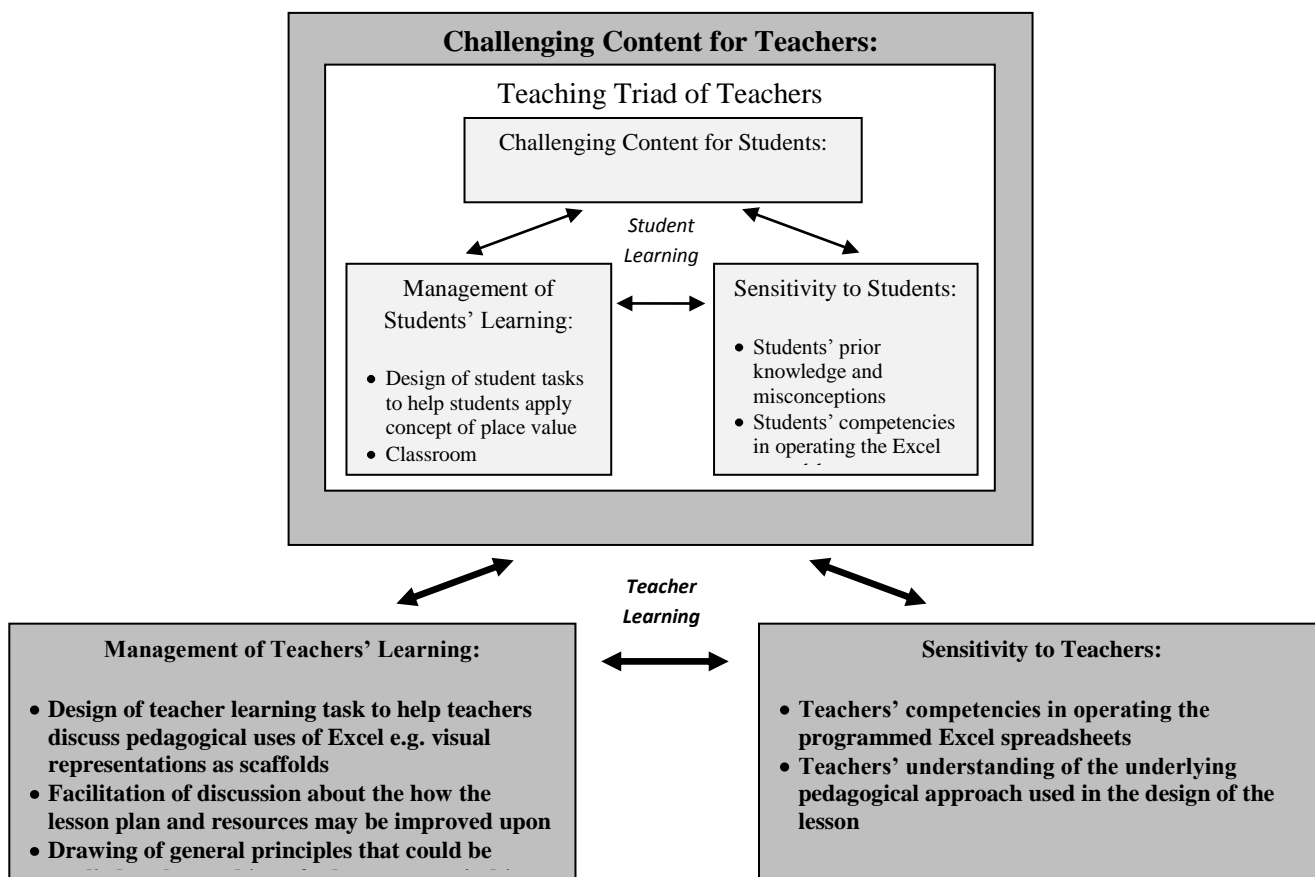 Challenging Content for Teachers:
Teaching Triad of Teachers
Challenging Content for Students:
Student
Learning
Management of
Students’ Learning:
• Design of student tasks
to help students apply
concept of place value
• Classroom
Sensitivity to Students:
• Students’ prior
knowledge and
misconceptions
• Students’ competencies
in operating the Excel
Teacher
Learning
Management of Teachers’ Learning:
• Design of teacher learning task to help teachers
discuss pedagogical uses of Excel e.g. visual
representations as scaffolds
• Facilitation of discussion about the how the
lesson plan and resources may be improved upon
• Drawing of general principles that could be
Sensitivity to Teachers:
• Teachers’ competencies in operating the
programmed Excel spreadsheets
• Teachers’ understanding of the underlying
pedagogical approach used in the design of the
lesson